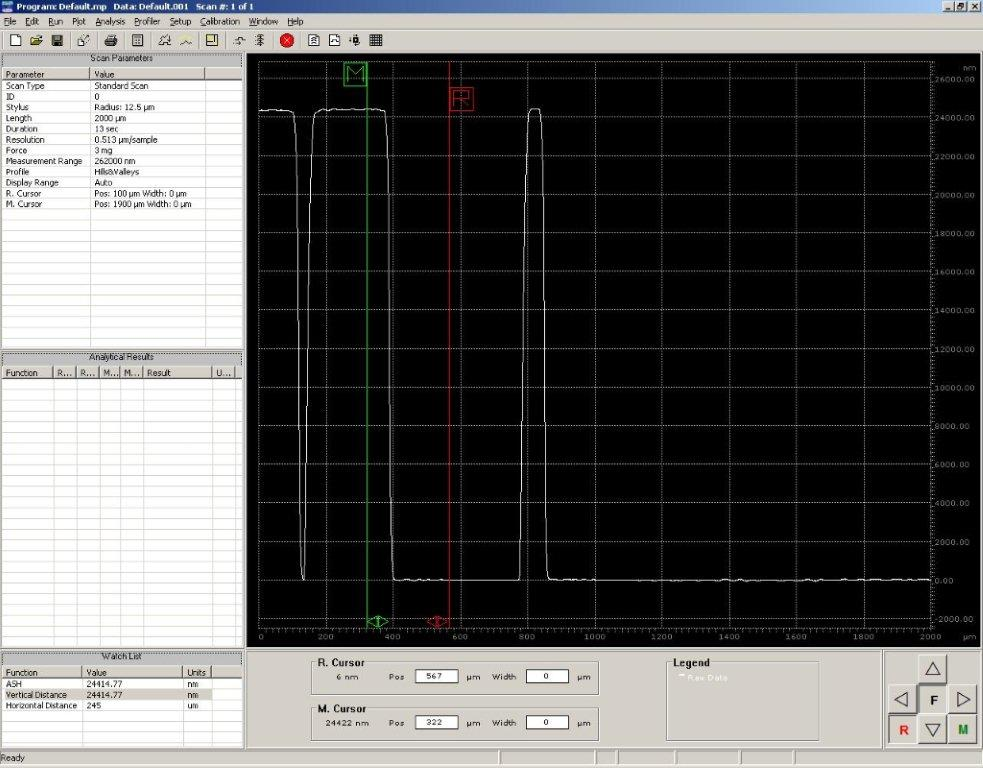 Program: Default.mp Data: Default.001 Scan #: 1 of 1
File Edit Run Plot Analysis Profiler Setup Calibration Window Help
Scan Parameters
Parameter Value
Scan Type Standard Scan
ID 0
Stylus Radius: 12.5 µm
Length 2000 µm
Duration 13 sec
Resolution 0.513 µm/sample
Force 3 mg
Measurement Range 262000 nm
Profile Hills&Valleys
Display Range Auto
R. Cursor Pos: 100 µm Width: 0 µm
M. Cursor Pos: 1900 µm Width: 0 µm
Analytical Results
Function R... R... M... M... Result U...
Watch List
Function Value Units
ASH 24414.77 nm
Vertical Distance 24414.77 nm
Horizontal Distance 245 um
M
R
nm
26000.00
24000.00
22000.00
20000.00
18000.00
16000.00
14000.00
12000.00
10000.00
8000.00
6000.00
4000.00
2000.00
0.00
-2000.00
0 200 400 600 800 1000 1200 1400 1600 1800 2000 µm
R. Cursor
6 nm Pos 567 µm Width 0 µm
M. Cursor
24422 nm Pos 322 µm Width 0 µm
Legend
Raw Data
F
R M
Ready